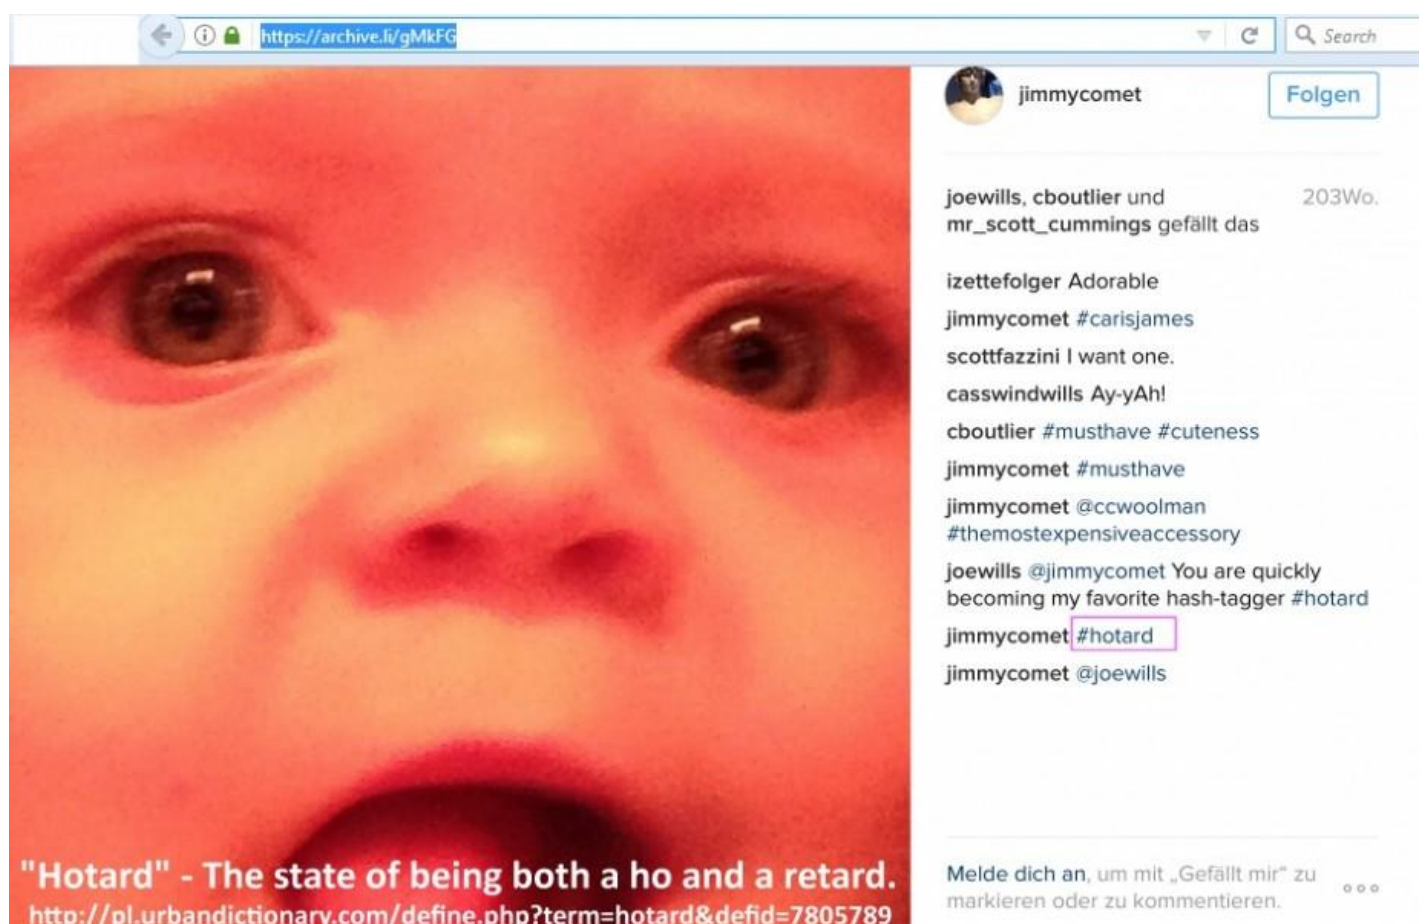 https://archive.li/gMkFG
Search
jimmycomet
Folgen
joewills, cboutlier und
203Wo.
mr_scott_cummings gefällt das
izettefolger Adorable
jimmycomet #carisjames
scottfazzini I want one.
casswindwills Ay-yAh!
cboutlier #musthave #cuteness
jimmycomet #musthave
jimmycomet @ccwoolman
#themostexpensiveaccessory
joewills @jimmycomet You are quickly
becoming my favorite hash-tagger #hotard
jimmycomet #hotard
jimmycomet @joewills
Melde dich an, um mit „Gefällt mir“ zu
markieren oder zu kommentieren.
"Hotard" - The state of being both a ho and a retard.
http://pl.urbandictionary.com/define.php?term=hotard&defid=7805789